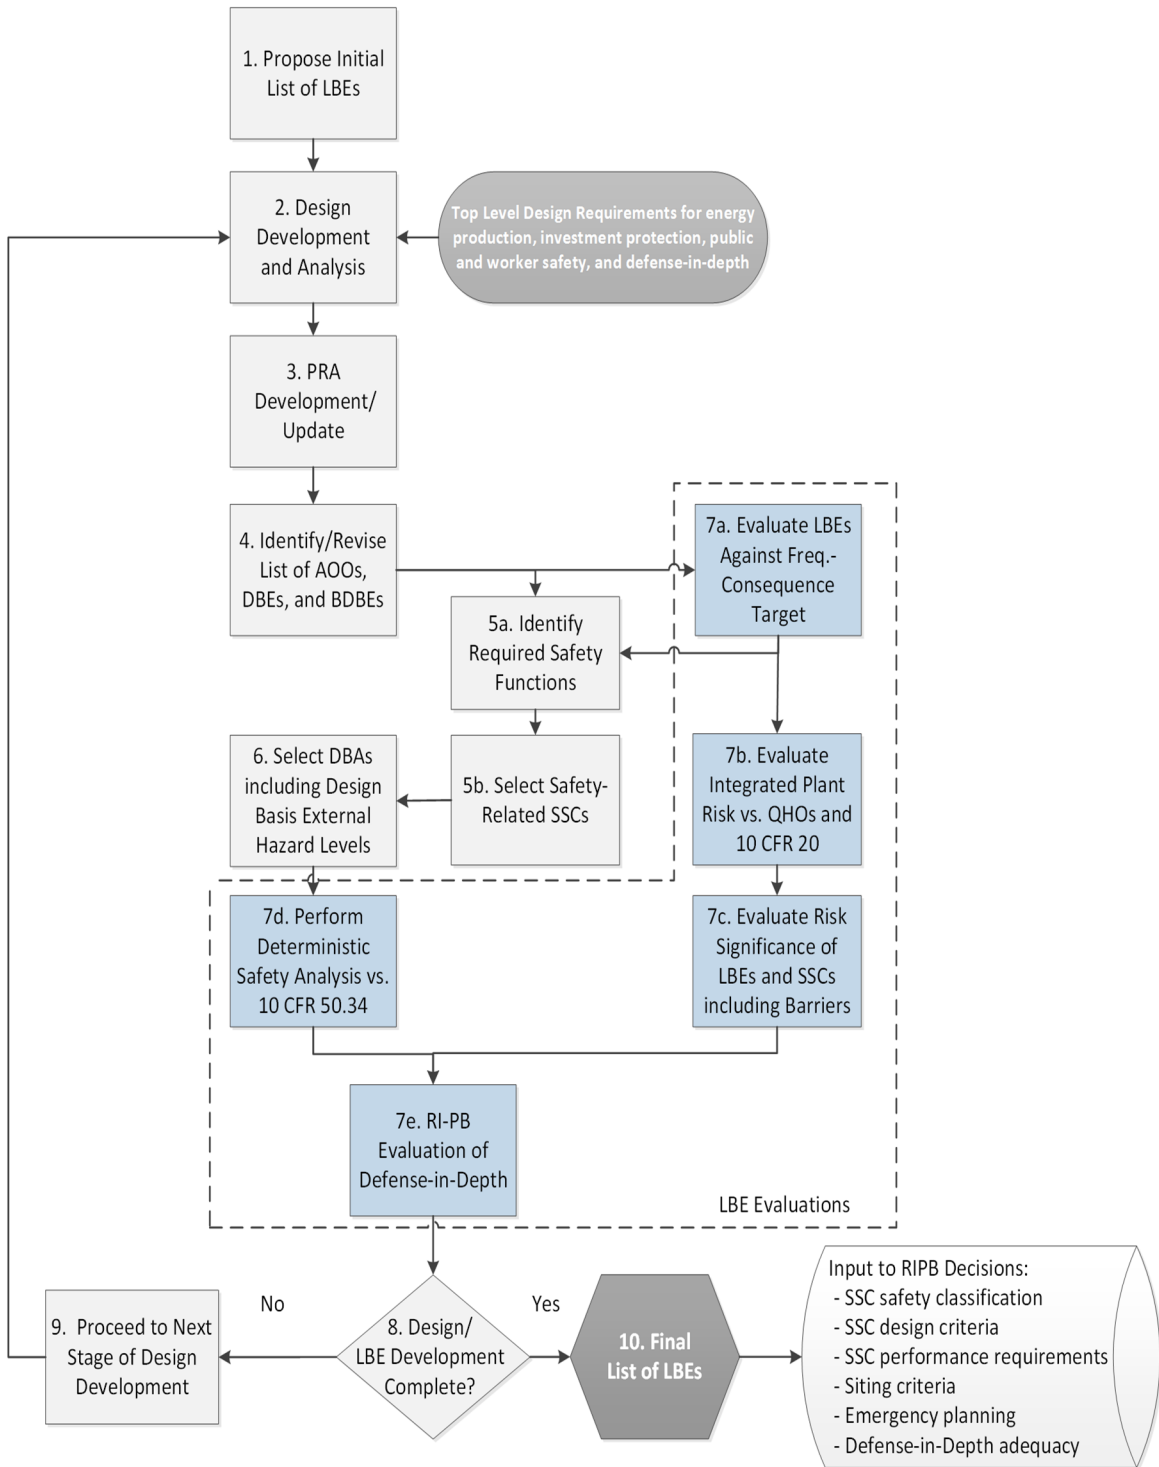 1. Propose Initial
List of LBEs
2. Design
Development
and Analysis
Top Level Design Requirements for energy
production, investment protection, public
and worker safety, and defense-in-depth
3. PRA
Development/
Update
4. Identify/Revise
List of AOOs,
DBEs, and BDBEs
7a. Evaluate LBEs
Against Freq.-
Consequence
Target
5a. Identify
Required Safety
Functions
6. Select DBAs
including Design
Basis External
Hazard Levels
5b. Select Safety-
Related SSCs
7b. Evaluate
Integrated Plant
Risk vs. QHOs and
10 CFR 20
7d. Perform
Deterministic
Safety Analysis vs.
10 CFR 50.34
7c. Evaluate Risk
Significance of
LBEs and SSCs
including Barriers
7e. RI-PB
Evaluation of
Defense-in-Depth
LBE Evaluations
No
Yes
9. Proceed to Next
Stage of Design
Development
8. Design/
LBE Development
Complete?
10. Final
List of LBEs
Input to RIPB Decisions:
- SSC safety classification
- SSC design criteria
- SSC performance requirements
- Siting criteria
- Emergency planning
- Defense-in-Depth adequacy